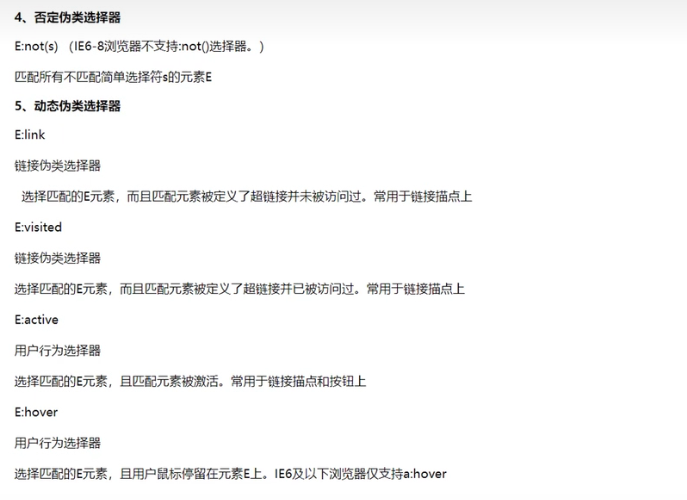 4、否定伪类选择器
E:not(s) （IE6-8浏览器不支持:not()选择器。）
匹配所有不匹配简单选择符s的元素E
5、动态伪类选择器
E:link
链接伪类选择器
选择匹配的E元素，而且匹配元素被定义了超链接并未被访问过。常用于链接描点上
E:visited
链接伪类选择器
选择匹配的E元素，而且匹配元素被定义了超链接并已被访问过。常用于链接描点上
E:active
用户行为选择器
选择匹配的E元素，且匹配元素被激活。常用于链接描点和按钮上
E:hover
用户行为选择器
选择匹配的E元素，且用户鼠标停留在元素E上。IE6及以下浏览器仅支持a:hover